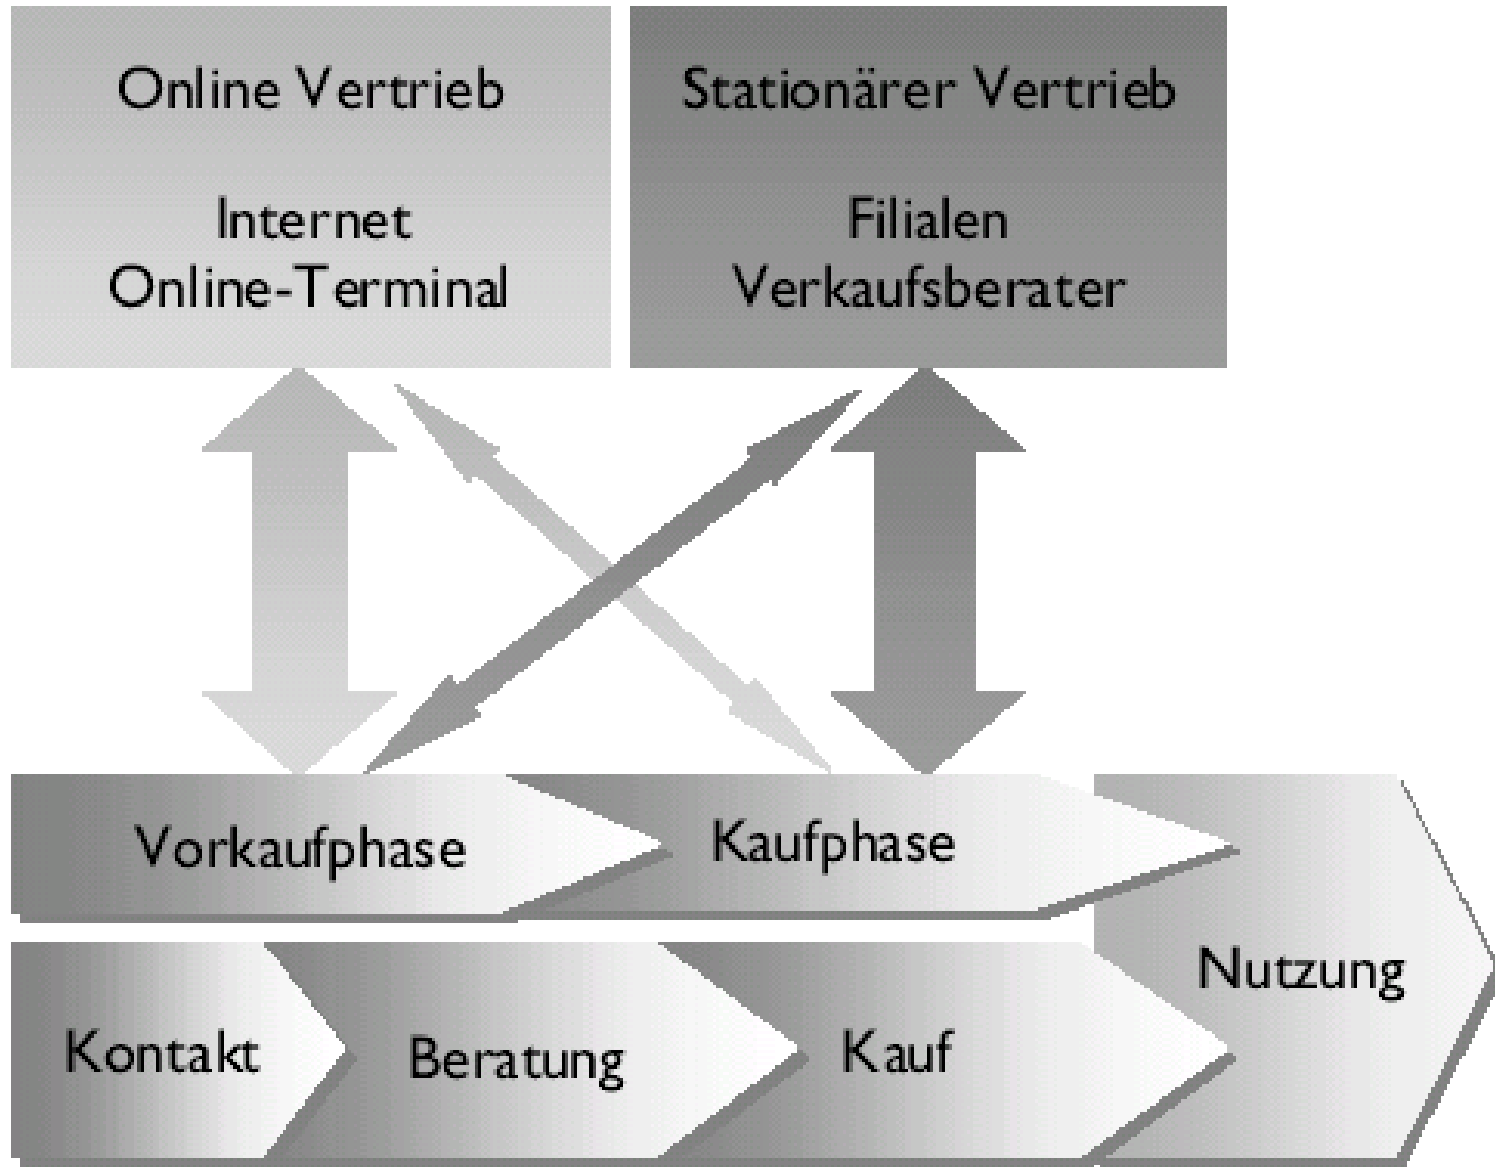 Online Vertrieb
Internet
Online-Terminal
Stationärer Vertrieb
Filialen
Verkaufsberater
Vorkaufphase
Kaufphase
Nutzung
Kontakt
Beratung
Kauf